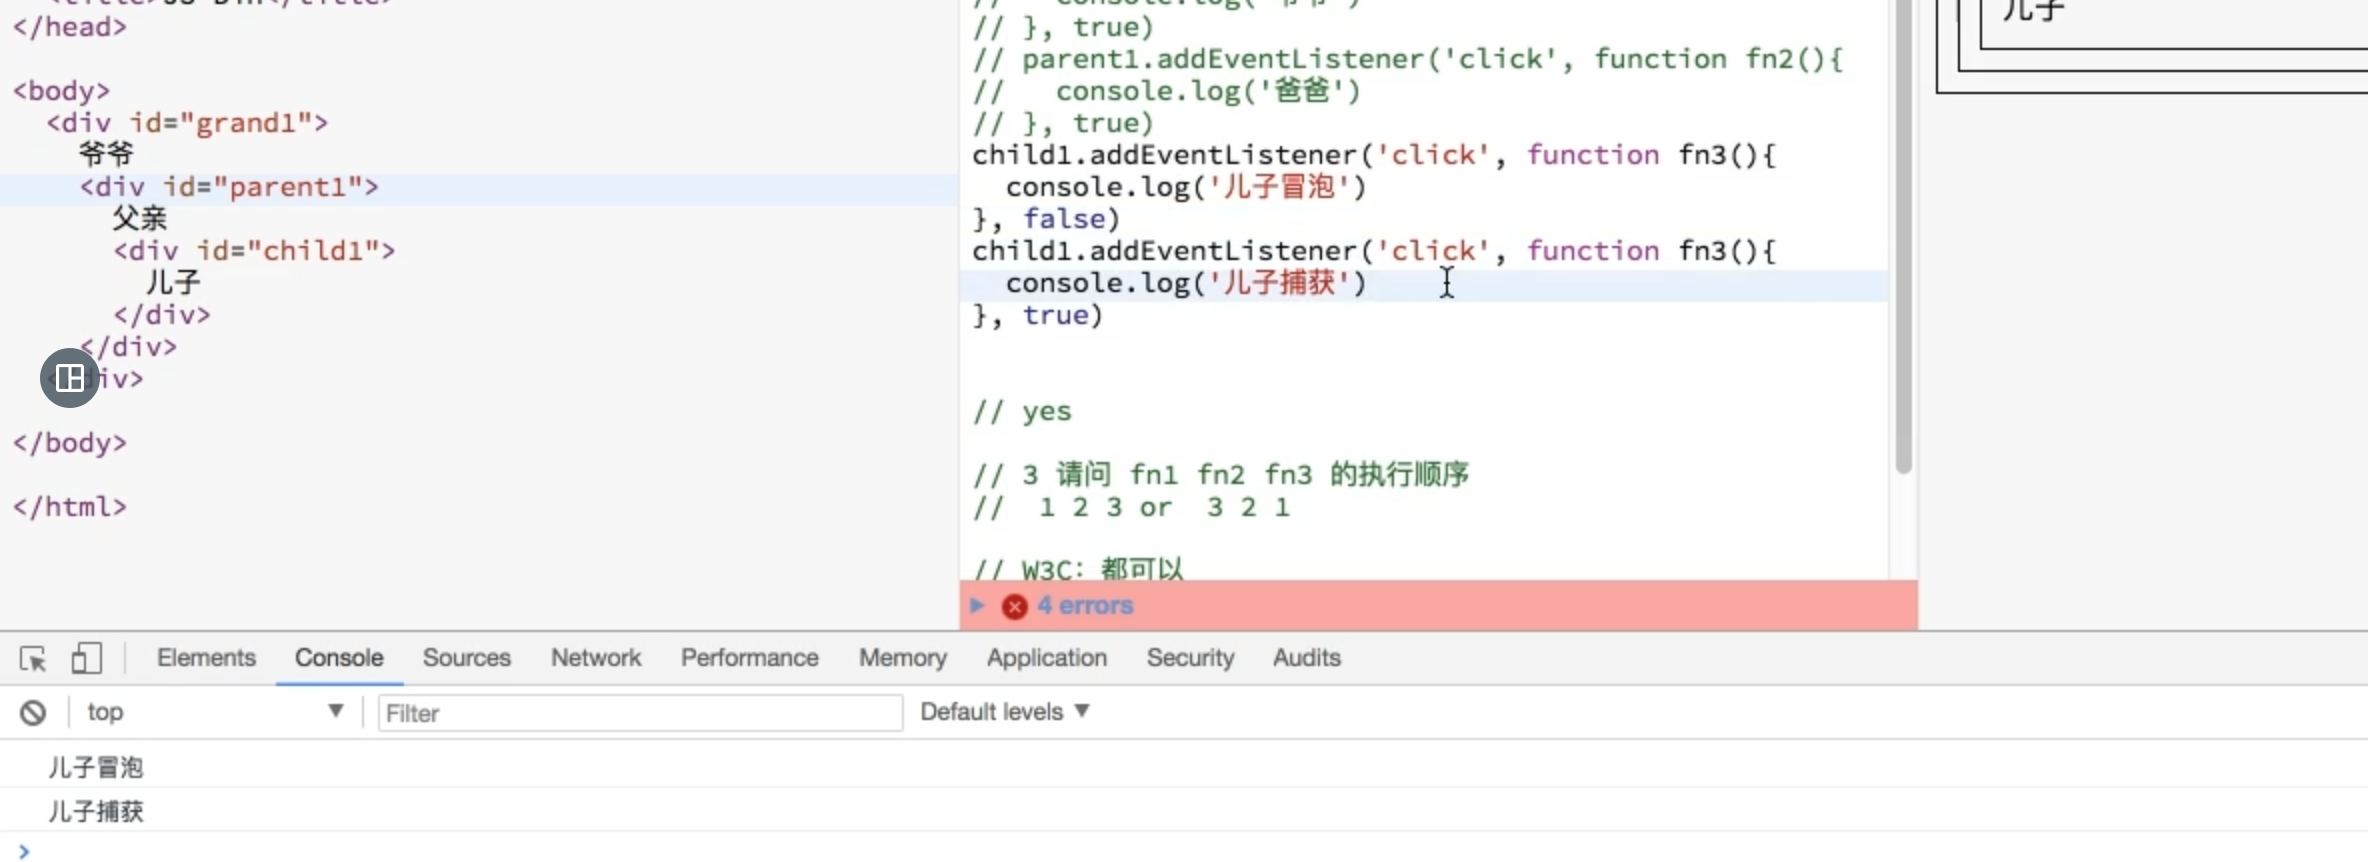 </head>
<body>
<div id="grand1">
爷爷
<div id="parent1">
父亲
<div id="child1">
儿子
</div>
</div>
div>
</body>
</html>
// }, true)
// parent1.addEventListener('click', function fn2(){
//   console.log('爸爸')
// }, true)
child1.addEventListener('click', function fn3(){
  console.log('儿子冒泡')
}, false)
child1.addEventListener('click', function fn3(){
  console.log('儿子捕获')
}, true)
// yes
// 3 请问 fn1 fn2 fn3 的执行顺序
//  1 2 3 or  3 2 1
// W3C: 都可以
4 errors
儿子
Elements Console Sources Network Performance Memory Application Security Audits
top Filter Default levels
儿子冒泡
儿子捕获
>